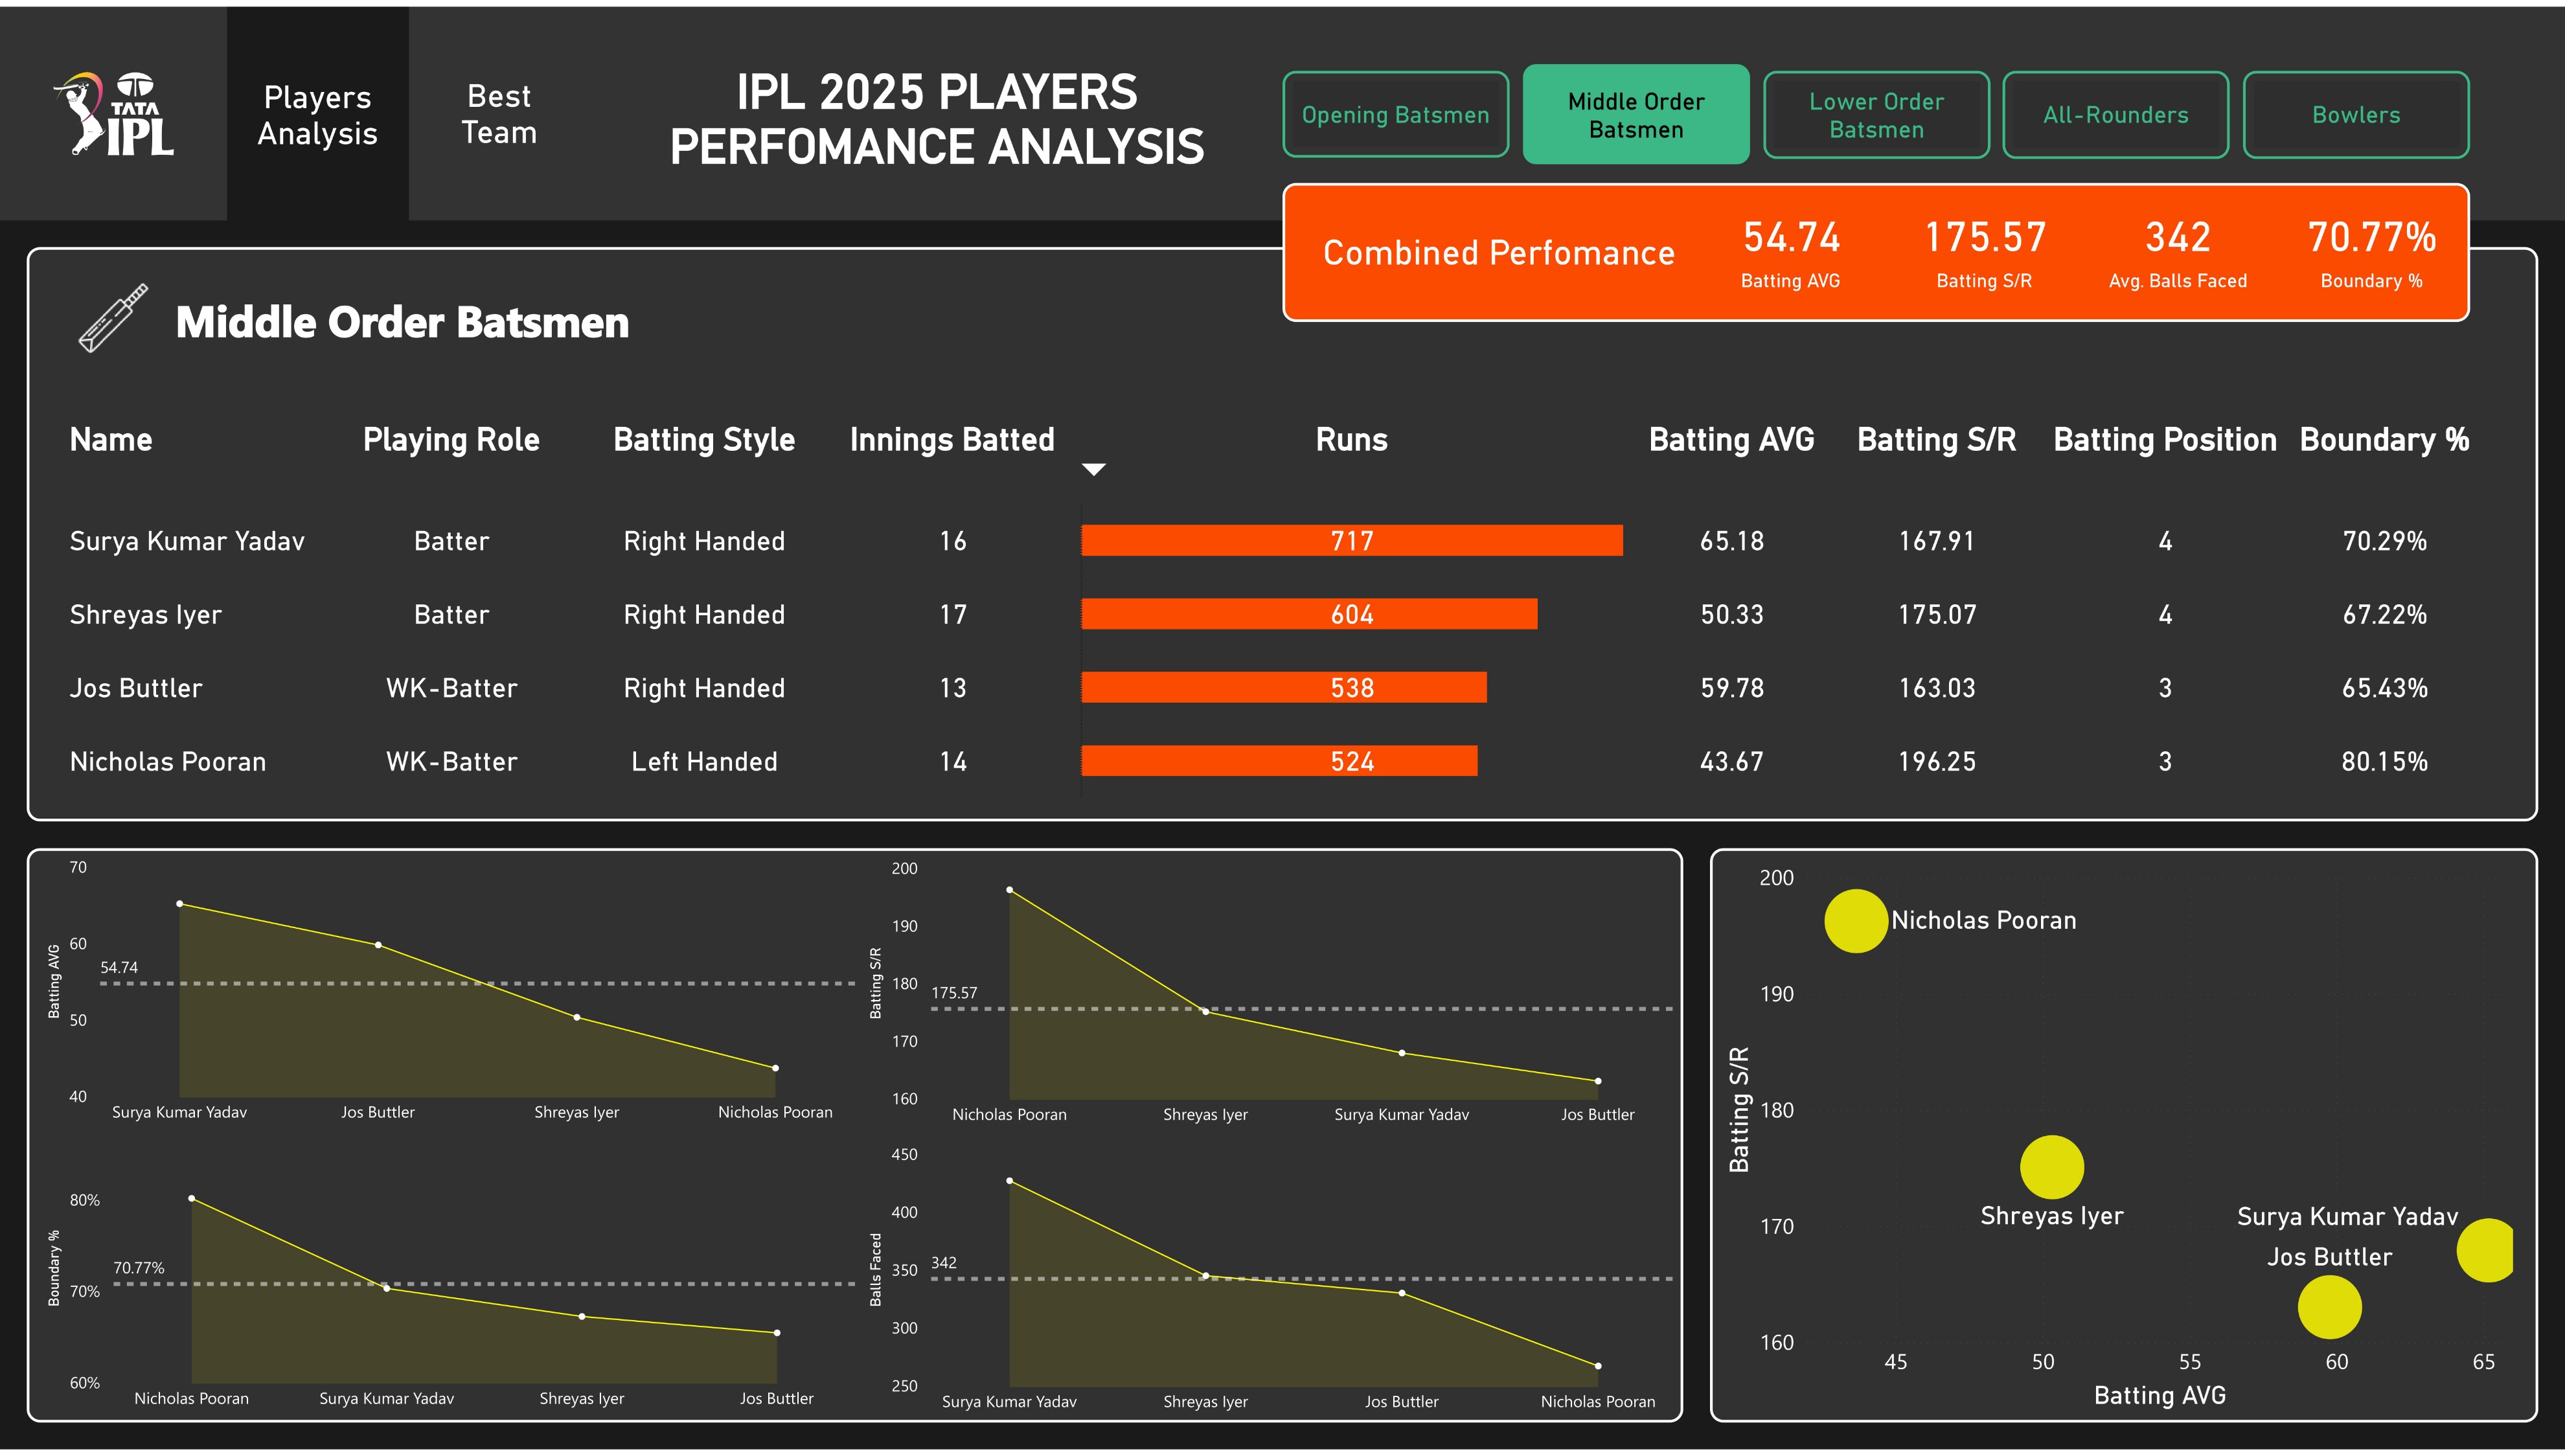 TATA
IPL
Players
Analysis
Best
Team
IPL 2025 PLAYERS
PERFOMANCE ANALYSIS
Opening Batsmen
Middle Order
Batsmen
Lower Order
Batsmen
All-Rounders
Bowlers
Combined Perfomance
54.74
Batting AVG
175.57
Batting S/R
342
Avg. Balls Faced
70.77%
Boundary %
Middle Order Batsmen
Name Playing Role Batting Style Innings Batted Runs Batting AVG Batting S/R Batting Position Boundary %
Surya Kumar Yadav Batter Right Handed 16 717 65.18 167.91 4 70.29%
Shreyas Iyer Batter Right Handed 17 604 50.33 175.07 4 67.22%
Jos Buttler WK-Batter Right Handed 13 538 59.78 163.03 3 65.43%
Nicholas Pooran WK-Batter Left Handed 14 524 43.67 196.25 3 80.15%
Batting AVG
70
60
54.74
50
40
Surya Kumar Yadav Jos Buttler Shreyas Iyer Nicholas Pooran
Batting S/R
200
190
180
175.57
170
160
Nicholas Pooran Shreyas Iyer Surya Kumar Yadav Jos Buttler
Boundary %
80%
70.77%
70%
60%
Nicholas Pooran Surya Kumar Yadav Shreyas Iyer Jos Buttler
Balls Faced
450
400
350
342
300
250
Surya Kumar Yadav Shreyas Iyer Jos Buttler Nicholas Pooran
Batting S/R
200
Nicholas Pooran
190
180
Shreyas Iyer
Surya Kumar Yadav
170
Jos Buttler
160
45 50 55 60 65
Batting AVG